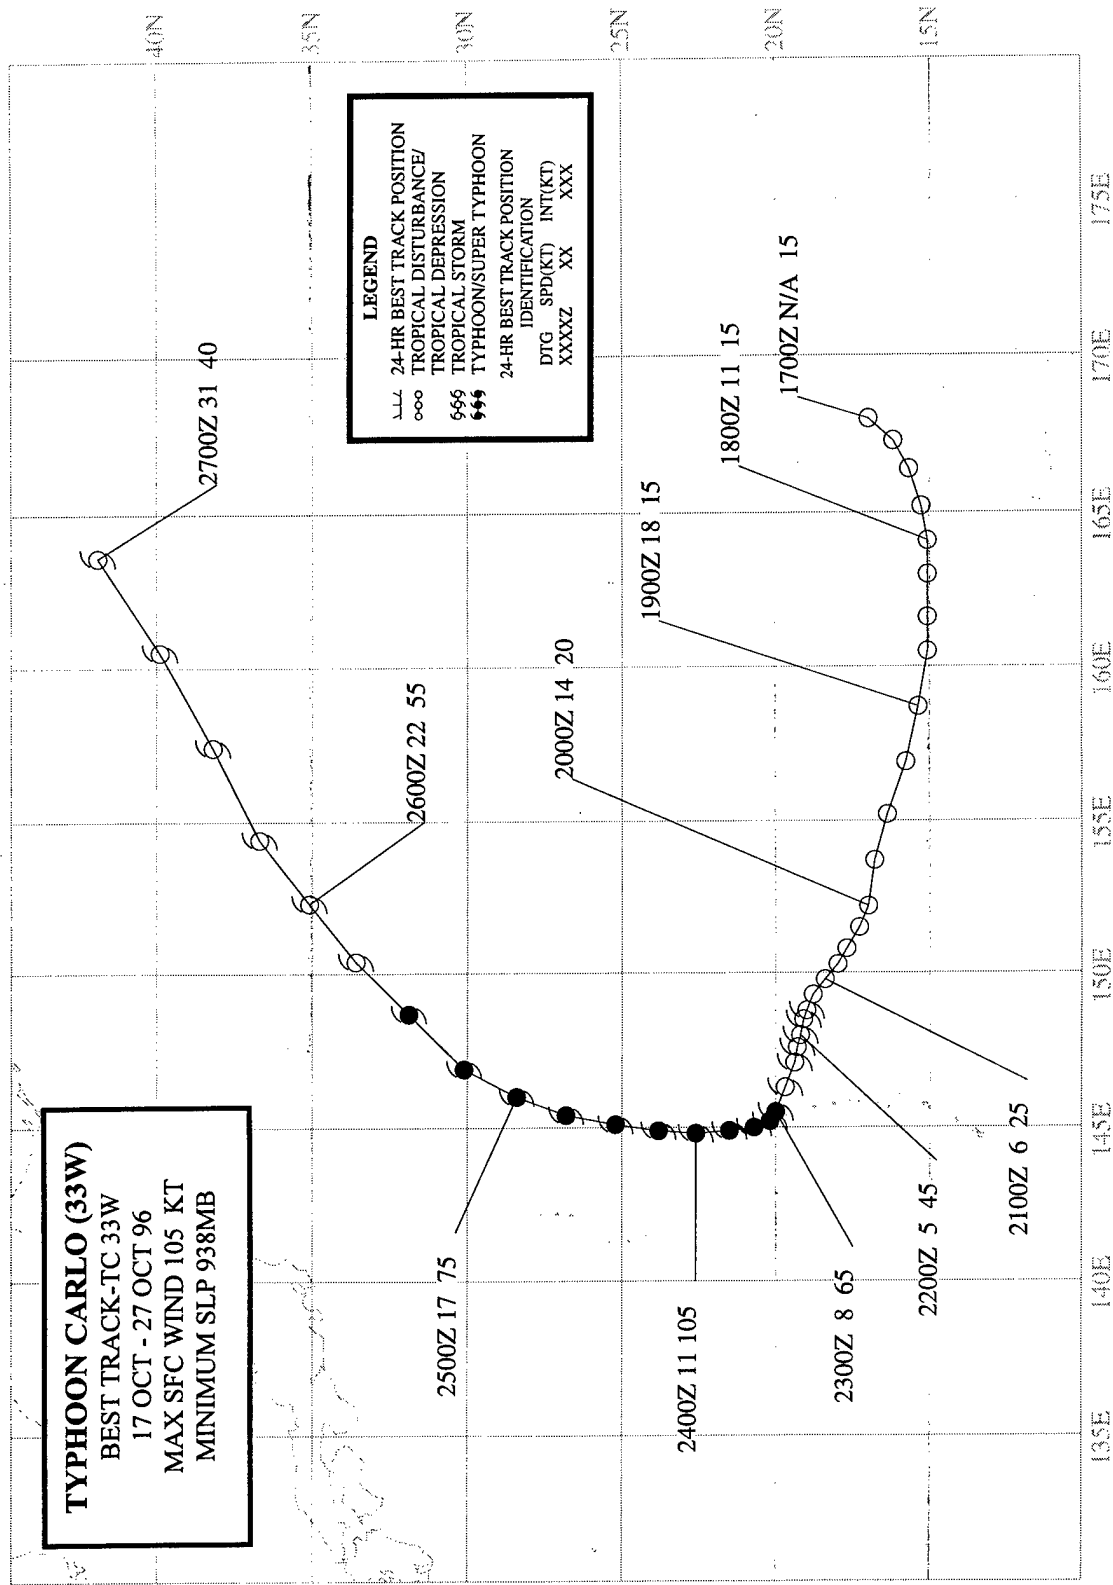 TYPHOON CARLO (33W)
BEST TRACK-TC 33W
17 OCT - 27 OCT 96
MAX SFC WIND 105 KT
MINIMUM SLP 938MB
LEGEND
24-HR BEST TRACK POSITION
TROPICAL DISTURBANCE/
TROPICAL DEPRESSION
TROPICAL STORM
TYPHOON/SUPER TYPHOON
24-HR BEST TRACK POSITION
IDENTIFICATION
DTG SPD(KT) INT(KT)
XXXXZ XX XXX
2700Z 31 40
2600Z 22 55
2500Z 17 75
2400Z 11 105
2300Z 8 65
2200Z 5 45
2100Z 6 25
2000Z 14 20
1900Z 18 15
1800Z 11 15
1700Z N/A 15
40N
35N
30N
25N
20N
15N
135E
140E
145E
150E
155E
160E
165E
170E
175E